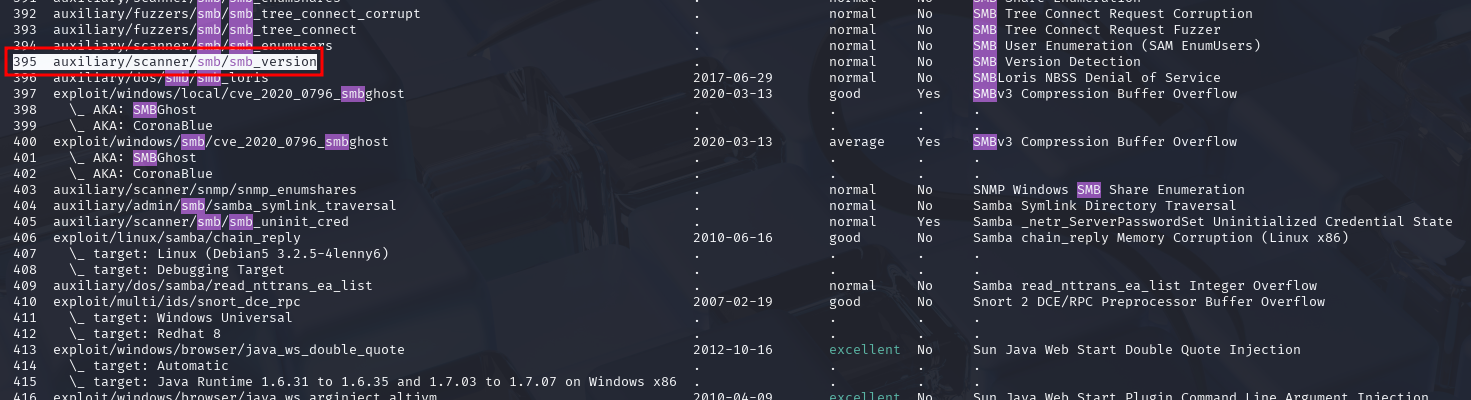 391 auxiliary/scanner/smb/smb_enumshares . normal No SMB Share Enumeration
392 auxiliary/fuzzers/smb/smb_tree_connect_corrupt . normal No SMB Tree Connect Request Corruption
393 auxiliary/fuzzers/smb/smb_tree_connect . normal No SMB Tree Connect Request Fuzzer
394 auxiliary/scanner/smb/smb_enumusers . normal No SMB User Enumeration (SAM EnumUsers)
395 auxiliary/scanner/smb/smb_version . normal No SMB Version Detection
396 auxiliary/dos/smb/smb_loris 2017-06-29 normal No SMBLoris NBSS Denial of Service
397 exploit/windows/local/cve_2020_0796_smbghost 2020-03-13 good Yes SMBv3 Compression Buffer Overflow
398 \_ AKA: SMBGhost . . . .
399 \_ AKA: CoronaBlue . . . .
400 exploit/windows/smb/cve_2020_0796_smbghost 2020-03-13 average Yes SMBv3 Compression Buffer Overflow
401 \_ AKA: SMBGhost . . . .
402 \_ AKA: CoronaBlue . . . .
403 auxiliary/scanner/snmp/snmp_enumshares . normal No SNMP Windows SMB Share Enumeration
404 auxiliary/admin/smb/samba_symlink_traversal . normal No Samba Symlink Directory Traversal
405 auxiliary/scanner/smb/smb_uninit_cred . normal Yes Samba _netr_ServerPasswordSet Uninitialized Credential State
406 exploit/linux/samba/chain_reply 2010-06-16 good No Samba chain_reply Memory Corruption (Linux x86)
407 \_ target: Linux (Debian5 3.2.5-4lenny6) . . . .
408 \_ target: Debugging Target . . . .
409 auxiliary/dos/samba/read_nttrans_ea_list . normal No Samba read_nttrans_ea_list Integer Overflow
410 exploit/multi/ids/snort_dce_rpc 2007-02-19 good No Snort 2 DCE/RPC Preprocessor Buffer Overflow
411 \_ target: Windows Universal . . . .
412 \_ target: Redhat 8 . . . .
413 exploit/windows/browser/java_ws_double_quote 2012-10-16 excellent No Sun Java Web Start Double Quote Injection
414 \_ target: Automatic . . . .
415 \_ target: Java Runtime 1.6.31 to 1.6.35 and 1.7.03 to 1.7.07 on Windows x86 . . . .
416 exploit/windows/browser/java_ws_arginject_altjvm 2010-04-09 excellent No Sun Java Web Start Plugin Command Line Argument Injection